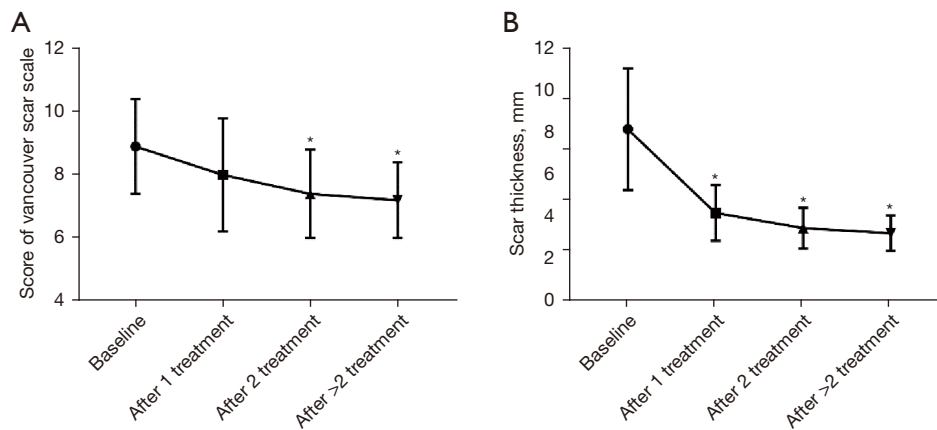 A
Score of vancouver scar scale
12
10
8
6
4
*
*
Baseline
After 1 treatment
After 2 treatment
After >2 treatment
B
Scar thickness, mm
12
10
8
6
4
2
0
*
*
*
Baseline
After 1 treatment
After 2 treatment
After >2 treatment